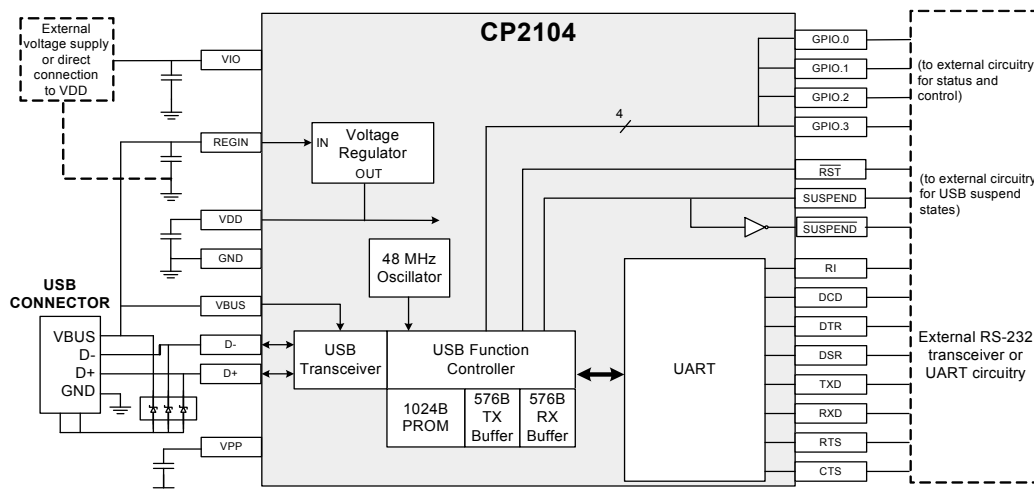 CP2104
External
voltage supply
or direct
connection
to VDD
VIO
REGIN
VDD
GND
VBUS
D-
D+
VPP
IN
Voltage
Regulator
OUT
48 MHz
Oscillator
USB
CONNECTOR
VBUS
D-
D+
GND
USB
Transceiver
USB Function
Controller
1024B
PROM
576B
TX
Buffer
576B
RX
Buffer
4
UART
GPIO.0
GPIO.1
GPIO.2
GPIO.3
RST
SUSPEND
SUSPEND
RI
DCD
DTR
DSR
TXD
RXD
RTS
CTS
(to external circuitry
for status and
control)
(to external circuitry
for USB suspend
states)
External RS-232
transceiver or
UART circuitry